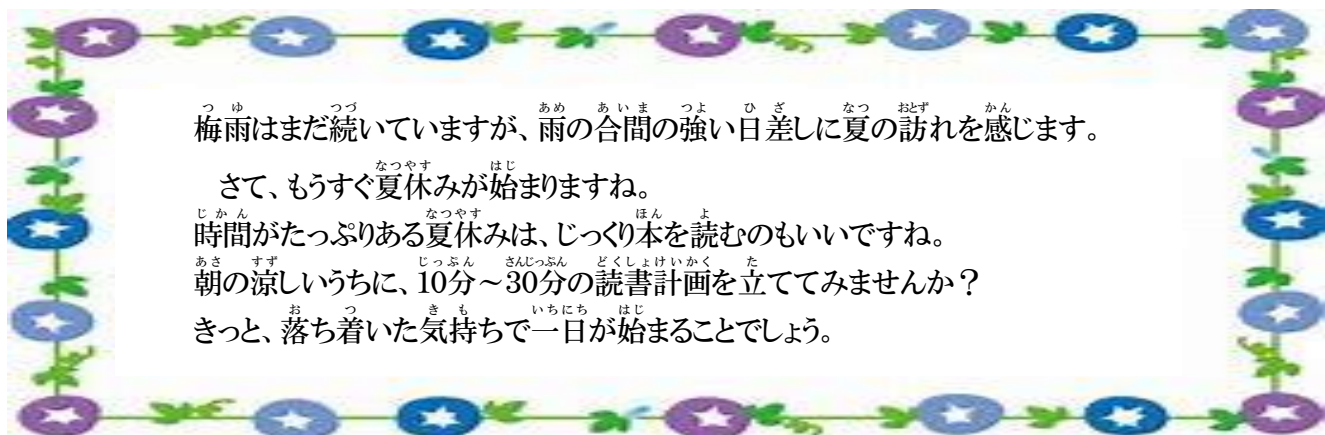 梅雨はまだ続いていますが、雨の合間の強い日差しに夏の訪れを感じます。
さて、もうすぐ夏休みが始まりますね。
時間がたっぷりある夏休みは、じっくり本を読むのもいいですね。
朝の涼しいうちに、10分～30分の読書計画を立ててみませんか？
きっと、落ち着いた気持ちで一日が始まることでしょう。